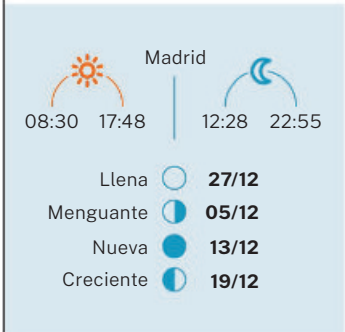 Madrid
08:30 17:48 12:28 22:55
Llena 27/12
Menguante 05/12
Nueva 13/12
Creciente 19/12